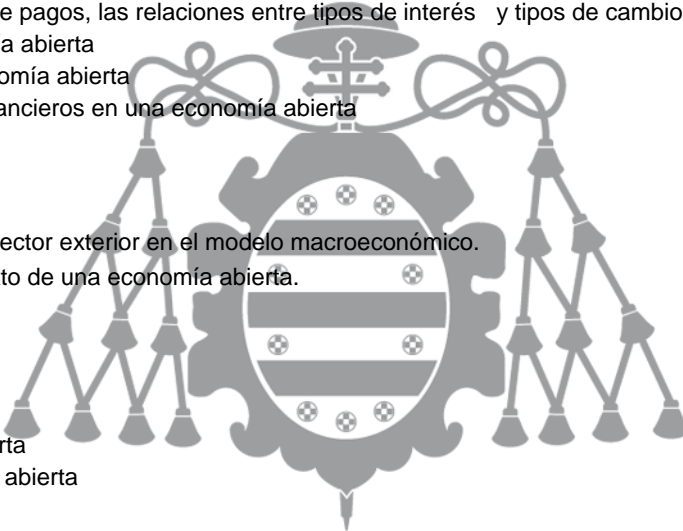 e pagos, las relaciones entre tipos de interés y tipos de cambio
ía abierta
omía abierta
ancieros en una economía abierta
ector exterior en el modelo macroeconómico.
to de una economía abierta.
rta
abierta